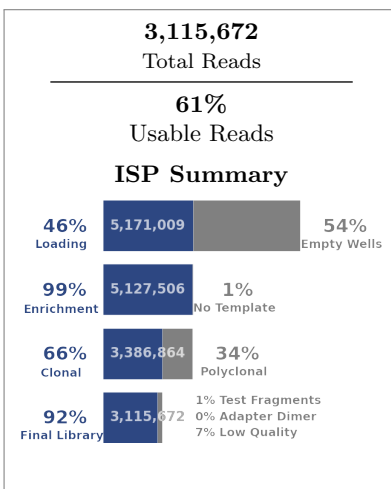 3,115,672
Total Reads
61%
Usable Reads
ISP Summary
46% 5,171,009 54%
Loading Empty Wells
99% 5,127,506 1%
Enrichment No Template
66% 3,386,864 34%
Clonal Polyclonal
92% 3,115,672
Final Library
1% Test Fragments
0% Adapter Dimer
7% Low Quality